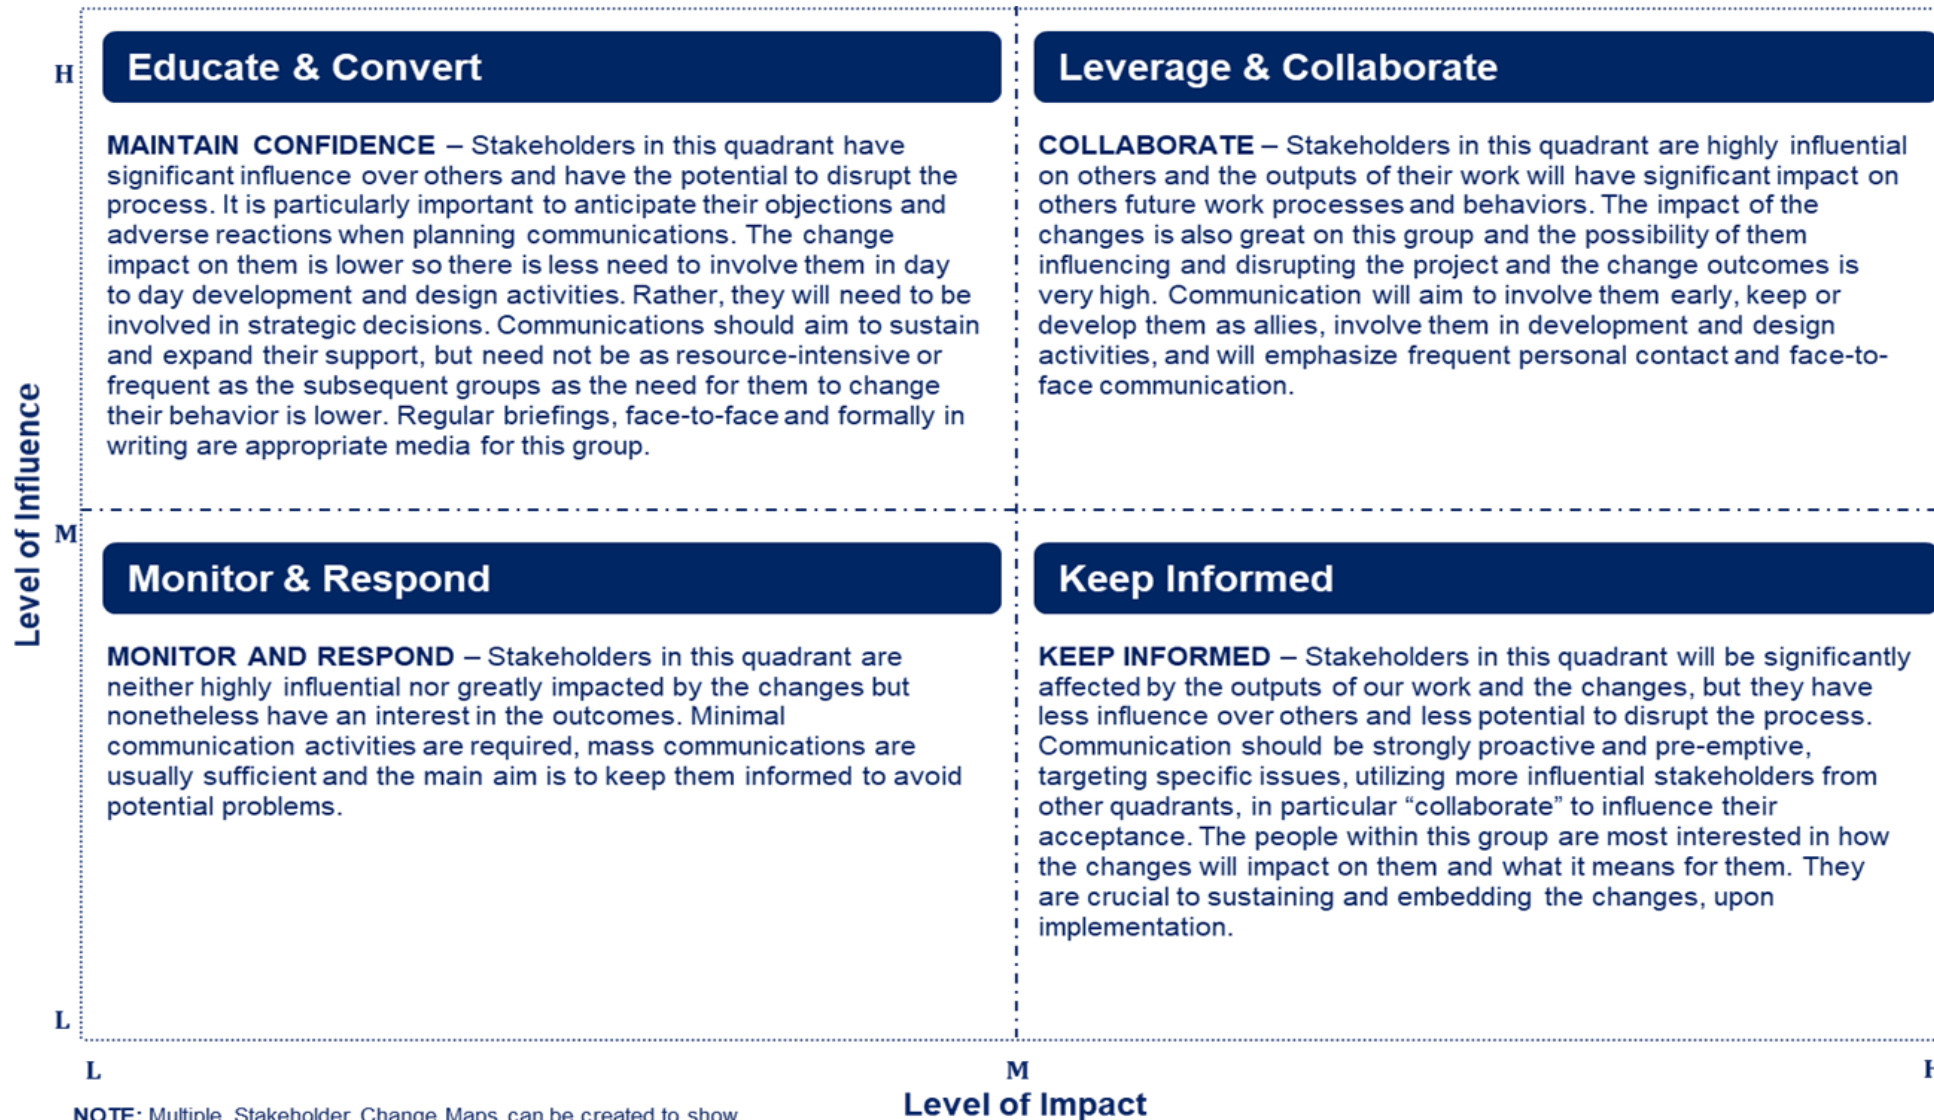 H
Educate & Convert
MAINTAIN CONFIDENCE – Stakeholders in this quadrant have
significant influence over others and have the potential to disrupt the
process. It is particularly important to anticipate their objections and
adverse reactions when planning communications. The change
impact on them is lower so there is less need to involve them in day
to day development and design activities. Rather, they will need to be
involved in strategic decisions. Communications should aim to sustain
and expand their support, but need not be as resource-intensive or
frequent as the subsequent groups as the need for them to change
their behavior is lower. Regular briefings, face-to-face and formally in
writing are appropriate media for this group.
Leverage & Collaborate
COLLABORATE – Stakeholders in this quadrant are highly influential
on others and the outputs of their work will have significant impact on
others future work processes and behaviors. The impact of the
changes is also great on this group and the possibility of them
influencing and disrupting the project and the change outcomes is
very high. Communication will aim to involve them early, keep or
develop them as allies, involve them in development and design
activities, and will emphasize frequent personal contact and face-to-
face communication.
Level of Influence
M
Monitor & Respond
MONITOR AND RESPOND – Stakeholders in this quadrant are
neither highly influential nor greatly impacted by the changes but
nonetheless have an interest in the outcomes. Minimal
communication activities are required, mass communications are
usually sufficient and the main aim is to keep them informed to avoid
potential problems.
Keep Informed
KEEP INFORMED – Stakeholders in this quadrant will be significantly
affected by the outputs of our work and the changes, but they have
less influence over others and less potential to disrupt the process.
Communication should be strongly proactive and pre-emptive,
targeting specific issues, utilizing more influential stakeholders from
other quadrants, in particular “collaborate” to influence their
acceptance. The people within this group are most interested in how
the changes will impact on them and what it means for them. They
are crucial to sustaining and embedding the changes, upon
implementation.
L
L
M
H
Level of Impact
NOTE: Multiple Stakeholder Change Maps can be created to show